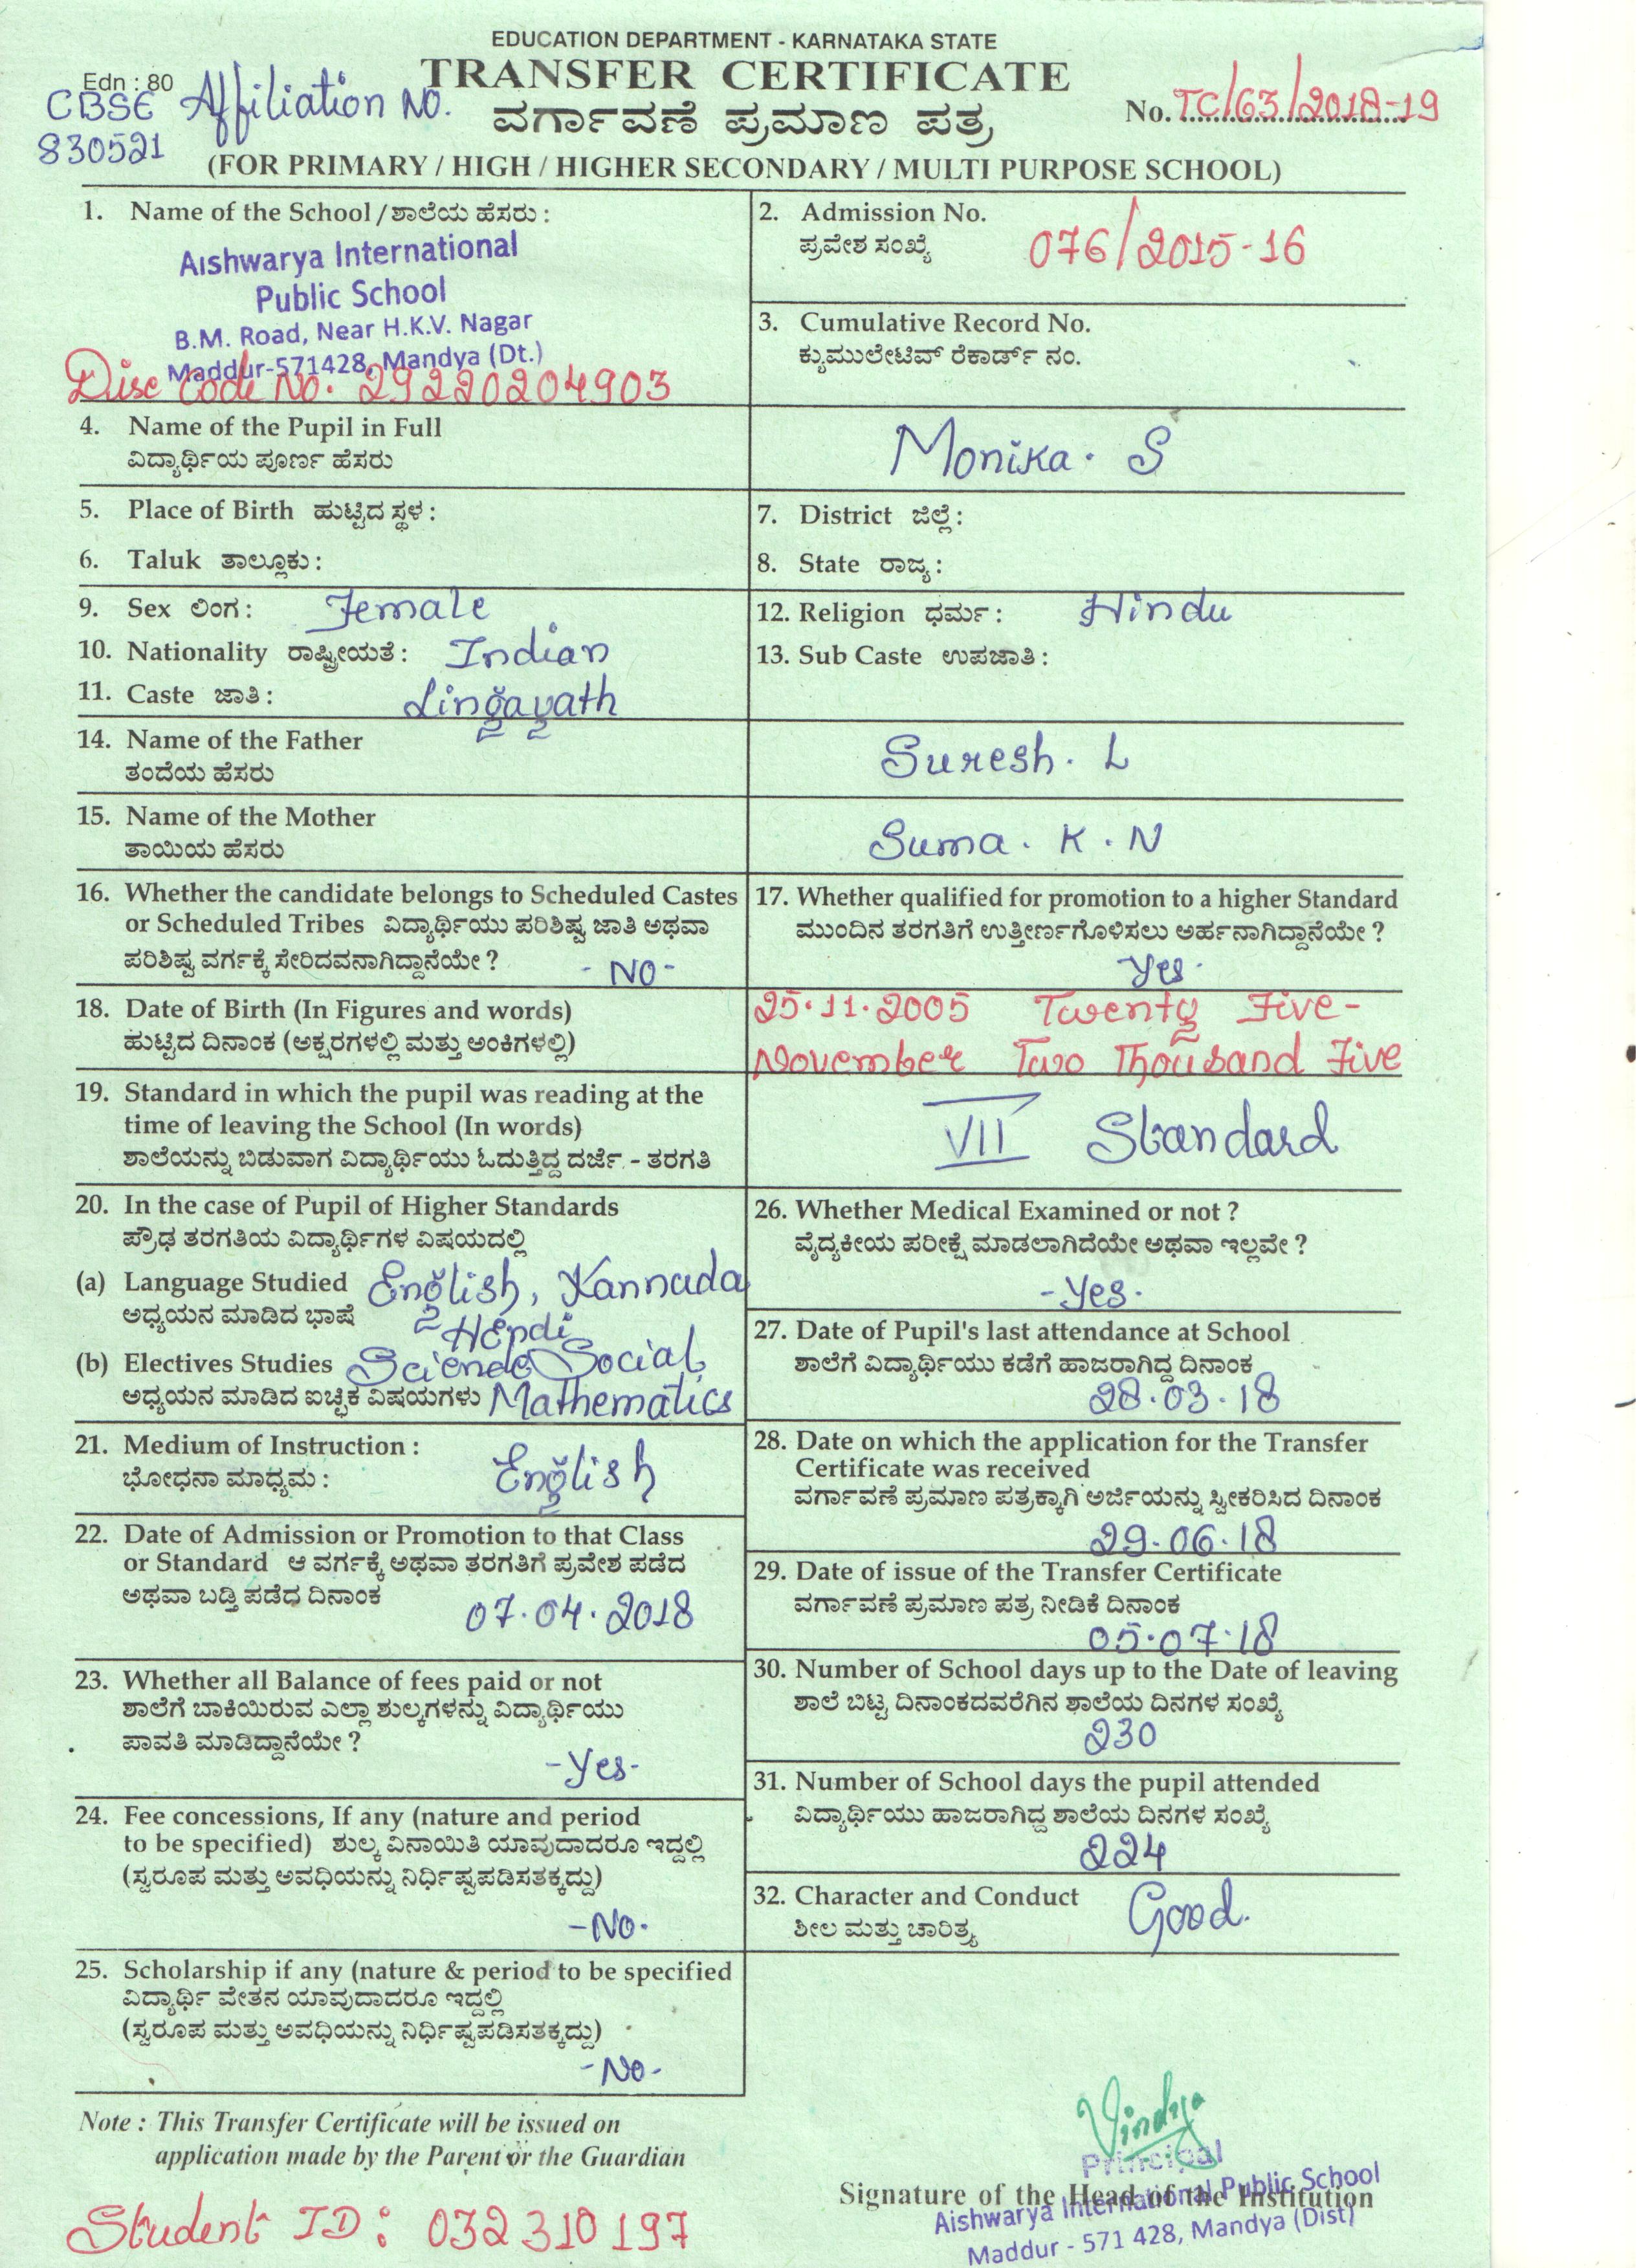 EDUCATION DEPARTMENT - KARNATAKA STATE
Edn : 80
TRANSFER CERTIFICATE
CBSE Affiliation NO.
830521
ವರ್ಗಾವಣೆ ಪ್ರಮಾಣ ಪತ್ರ
No. TC/63/2018-19
(FOR PRIMARY / HIGH / HIGHER SECONDARY / MULTI PURPOSE SCHOOL)
1. Name of the School / ಶಾಲೆಯ ಹೆಸರು :
Aishwarya International
Public School
B.M. Road, Near H.K.V. Nagar
Maddur-571428, Mandya (Dt.)
Dise Code No. 29220204903
2. Admission No.
ಪ್ರವೇಶ ಸಂಖ್ಯೆ 076/2015-16
3. Cumulative Record No.
ಕ್ಯುಮುಲೇಟಿವ್ ರೆಕಾರ್ಡ್ ನಂ.
4. Name of the Pupil in Full
ವಿದ್ಯಾರ್ಥಿಯ ಪೂರ್ಣ ಹೆಸರು
Monika. S
5. Place of Birth ಹುಟ್ಟಿದ ಸ್ಥಳ :
6. Taluk ತಾಲ್ಲೂಕು :
7. District ಜಿಲ್ಲೆ :
8. State ರಾಜ್ಯ :
9. Sex ಲಿಂಗ : Female
10. Nationality ರಾಷ್ಟ್ರೀಯತೆ : Indian
11. Caste ಜಾತಿ : Lingayath
12. Religion ಧರ್ಮ : Hindu
13. Sub Caste ಉಪಜಾತಿ :
14. Name of the Father
ತಂದೆಯ ಹೆಸರು
Suresh. L
15. Name of the Mother
ತಾಯಿಯ ಹೆಸರು
Suma. K. N
16. Whether the candidate belongs to Scheduled Castes
or Scheduled Tribes ವಿದ್ಯಾರ್ಥಿಯು ಪರಿಶಿಷ್ಟ ಜಾತಿ ಅಥವಾ
ಪರಿಶಿಷ್ಟ ವರ್ಗಕ್ಕೆ ಸೇರಿದವನಾಗಿದ್ದಾನೆಯೇ ? - NO -
17. Whether qualified for promotion to a higher Standard
ಮುಂದಿನ ತರಗತಿಗೆ ಉತ್ತೀರ್ಣಗೊಳಿಸಲು ಅರ್ಹನಾಗಿದ್ದಾನೆಯೇ ?
Yes.
18. Date of Birth (In Figures and words)
ಹುಟ್ಟಿದ ದಿನಾಂಕ (ಅಕ್ಷರಗಳಲ್ಲಿ ಮತ್ತು ಅಂಕಿಗಳಲ್ಲಿ)
25.11.2005 Twenty Five-
November Two Thousand Five
19. Standard in which the pupil was reading at the
time of leaving the School (In words)
ಶಾಲೆಯನ್ನು ಬಿಡುವಾಗ ವಿದ್ಯಾರ್ಥಿಯು ಓದುತ್ತಿದ್ದ ದರ್ಜೆ - ತರಗತಿ
VII Standard
20. In the case of Pupil of Higher Standards
ಪ್ರೌಢ ತರಗತಿಯ ವಿದ್ಯಾರ್ಥಿಗಳ ವಿಷಯದಲ್ಲಿ
(a) Language Studied English, Kannada
ಅಧ್ಯಯನ ಮಾಡಿದ ಭಾಷೆ Hindi
(b) Electives Studies Science, Social,
ಅಧ್ಯಯನ ಮಾಡಿದ ಐಚ್ಛಿಕ ವಿಷಯಗಳು Mathematics
21. Medium of Instruction :
ಭೋಧನಾ ಮಾಧ್ಯಮ : English
22. Date of Admission or Promotion to that Class
or Standard ಆ ವರ್ಗಕ್ಕೆ ಅಥವಾ ತರಗತಿಗೆ ಪ್ರವೇಶ ಪಡೆದ
ಅಥವಾ ಬಡ್ತಿ ಪಡೆದ ದಿನಾಂಕ
07.04.2018
23. Whether all Balance of fees paid or not
ಶಾಲೆಗೆ ಬಾಕಿಯಿರುವ ಎಲ್ಲಾ ಶುಲ್ಕಗಳನ್ನು ವಿದ್ಯಾರ್ಥಿಯು
ಪಾವತಿ ಮಾಡಿದ್ದಾನೆಯೇ ?
-Yes-
24. Fee concessions, If any (nature and period
to be specified) ಶುಲ್ಕ ವಿನಾಯಿತಿ ಯಾವುದಾದರೂ ಇದ್ದಲ್ಲಿ
(ಸ್ವರೂಪ ಮತ್ತು ಅವಧಿಯನ್ನು ನಿರ್ಧಿಷ್ಟಪಡಿಸತಕ್ಕದ್ದು)
-No.
25. Scholarship if any (nature & period to be specified
ವಿದ್ಯಾರ್ಥಿ ವೇತನ ಯಾವುದಾದರೂ ಇದ್ದಲ್ಲಿ
(ಸ್ವರೂಪ ಮತ್ತು ಅವಧಿಯನ್ನು ನಿರ್ಧಿಷ್ಟಪಡಿಸತಕ್ಕದ್ದು)
-No-
26. Whether Medical Examined or not ?
ವೈದ್ಯಕೀಯ ಪರೀಕ್ಷೆ ಮಾಡಲಾಗಿದೆಯೇ ಅಥವಾ ಇಲ್ಲವೇ ?
-Yes.
27. Date of Pupil's last attendance at School
ಶಾಲೆಗೆ ವಿದ್ಯಾರ್ಥಿಯು ಕಡೆಗೆ ಹಾಜರಾಗಿದ್ದ ದಿನಾಂಕ
28.03.18
28. Date on which the application for the Transfer
Certificate was received
ವರ್ಗಾವಣೆ ಪ್ರಮಾಣ ಪತ್ರಕ್ಕಾಗಿ ಅರ್ಜಿಯನ್ನು ಸ್ವೀಕರಿಸಿದ ದಿನಾಂಕ
29.06.18
29. Date of issue of the Transfer Certificate
ವರ್ಗಾವಣೆ ಪ್ರಮಾಣ ಪತ್ರ ನೀಡಿಕೆ ದಿನಾಂಕ
05.07.18
30. Number of School days up to the Date of leaving
ಶಾಲೆ ಬಿಟ್ಟ ದಿನಾಂಕದವರೆಗಿನ ಶಾಲೆಯ ದಿನಗಳ ಸಂಖ್ಯೆ
230
31. Number of School days the pupil attended
ವಿದ್ಯಾರ್ಥಿಯು ಹಾಜರಾಗಿದ್ದ ಶಾಲೆಯ ದಿನಗಳ ಸಂಖ್ಯೆ
224
32. Character and Conduct
ಶೀಲ ಮತ್ತು ಚಾರಿತ್ರ್ಯ Good.
Note : This Transfer Certificate will be issued on
application made by the Parent or the Guardian
Student ID: 032310197
Vindya
Principal
Signature of the Head of the Institution
Aishwarya International Public School
Maddur - 571 428, Mandya (Dist)